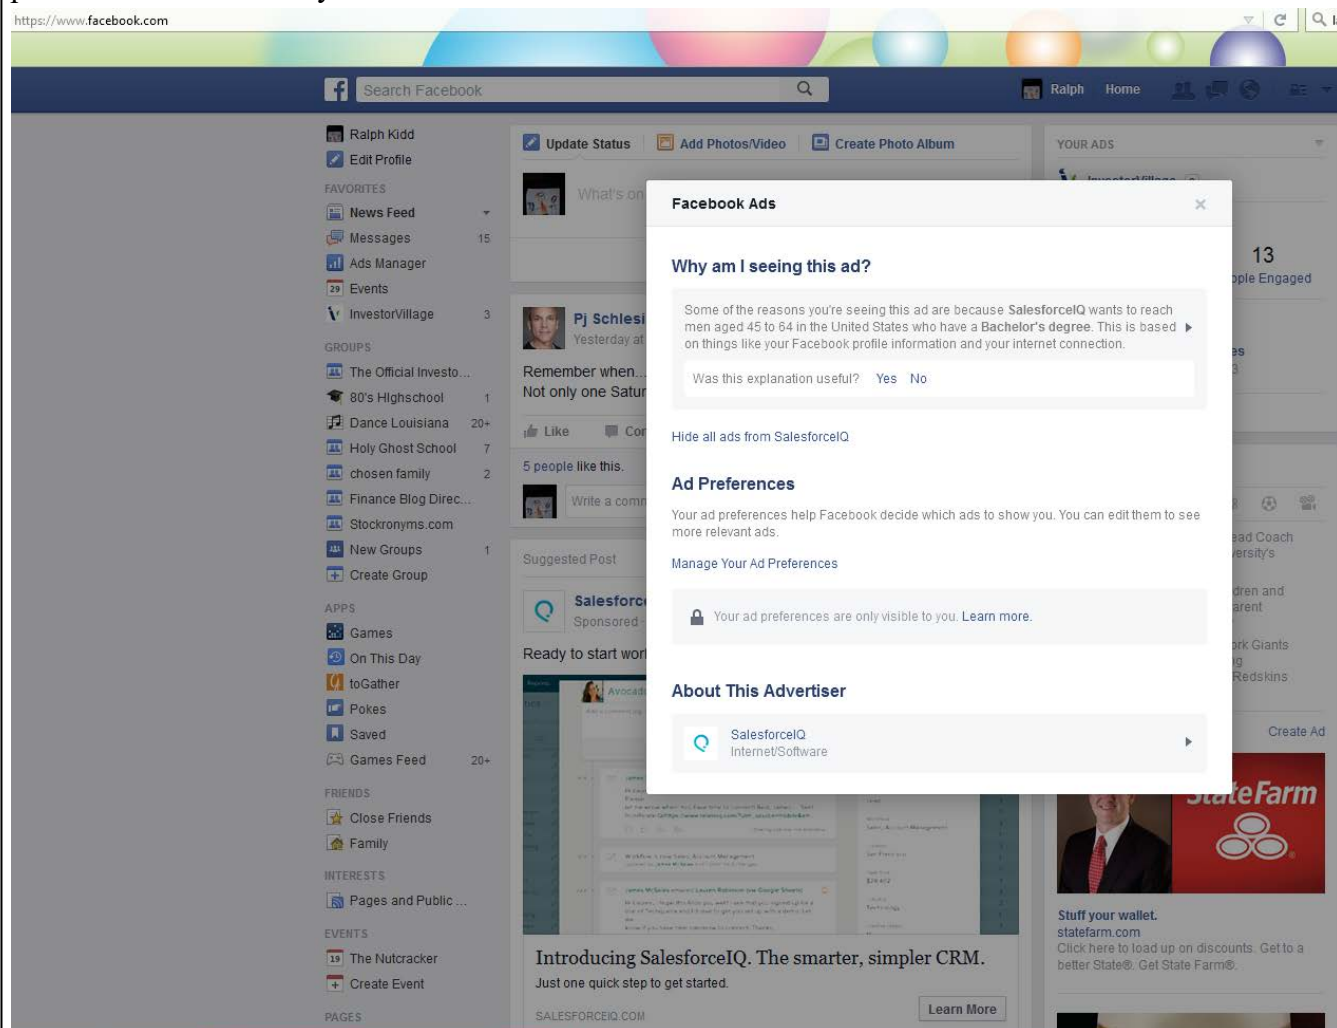 https://www.facebook.com
Search Facebook
Ralph Home
Ralph Kidd
Edit Profile
FAVORITES
News Feed
Messages 15
Ads Manager
29 Events
InvestorVillage 3
GROUPS
The Official Investo...
80's Highschool 1
Dance Louisiana 20+
Holy Ghost School 7
chosen family 2
Finance Blog Direc...
Stockronyms.com
New Groups 1
Create Group
APPS
Games
On This Day
toGather
Pokes
Saved
Games Feed 20+
FRIENDS
Close Friends
Family
INTERESTS
Pages and Public ...
EVENTS
19 The Nutcracker
Create Event
PAGES
Update Status Add Photos/Video Create Photo Album
What's on
Pj Schlesi
Yesterday at
Remember when...
Not only one Satur
Like Co
5 people like this.
Write a comm
Suggested Post
Salesforc
Sponsored ·
Ready to start wor
Avocad
Introducing SalesforceIQ. The smarter, simpler CRM.
Just one quick step to get started.
SALESFORCEIQ.COM
Learn More
Facebook Ads
Why am I seeing this ad?
Some of the reasons you're seeing this ad are because SalesforceIQ wants to reach
men aged 45 to 64 in the United States who have a Bachelor's degree. This is based
on things like your Facebook profile information and your internet connection.
Was this explanation useful? Yes No
Hide all ads from SalesforceIQ
Ad Preferences
Your ad preferences help Facebook decide which ads to show you. You can edit them to see
more relevant ads.
Manage Your Ad Preferences
Your ad preferences are only visible to you. Learn more.
About This Advertiser
SalesforceIQ
Internet/Software
YOUR ADS
13
ople Engaged
es
3
ead Coach
versity's
dren and
arent
ork Giants
g
Redskins
Create Ad
StateFarm
Stuff your wallet.
statefarm.com
Click here to load up on discounts. Get to a
better State®. Get State Farm®.